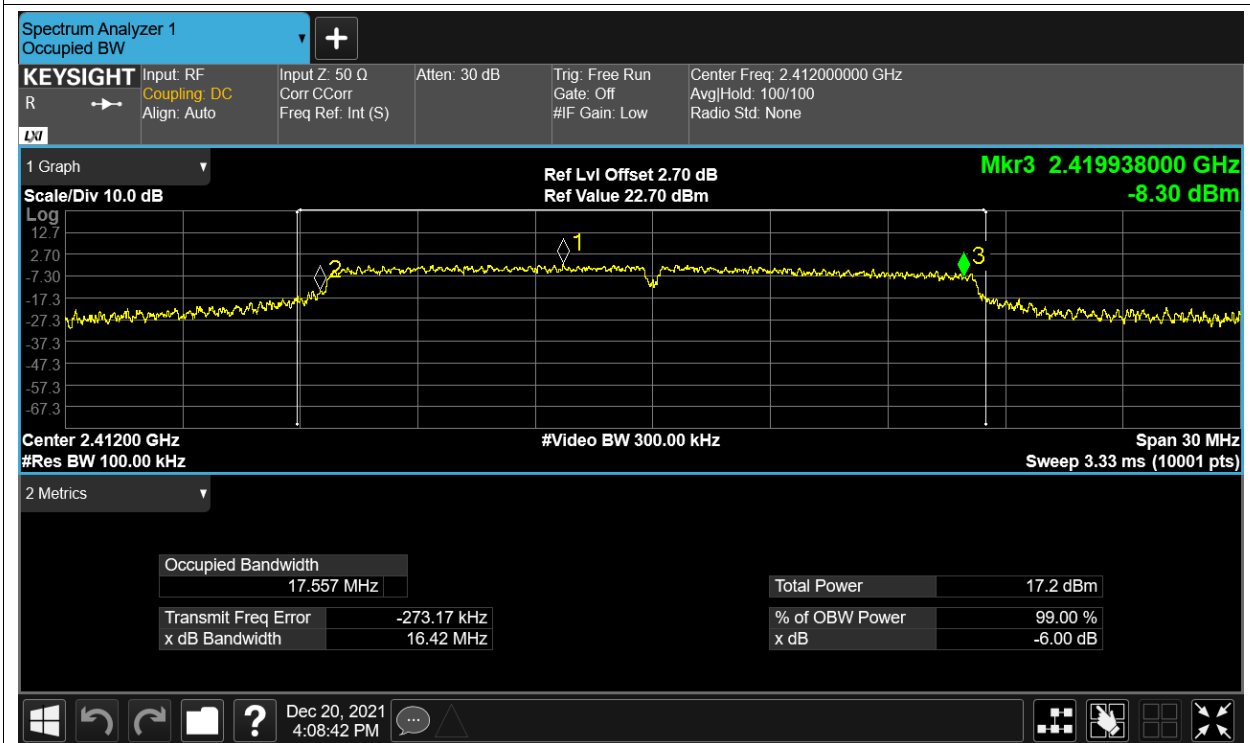 Spectrum Analyzer 1
Occupied BW
KEYSIGHT
R
LXI
Input: RF
Coupling: DC
Align: Auto
Input Z: 50 Ω
Corr CCorr
Freq Ref: Int (S)
Atten: 30 dB
Trig: Free Run
Gate: Off
#IF Gain: Low
Center Freq: 2.412000000 GHz
Avg|Hold: 100/100
Radio Std: None
1 Graph
Scale/Div 10.0 dB
Ref Lvl Offset 2.70 dB
Ref Value 22.70 dBm
Mkr3 2.419938000 GHz
-8.30 dBm
Log
12.7
2.70
-7.30
-17.3
-27.3
-37.3
-47.3
-57.3
-67.3
1
2
3
Center 2.41200 GHz
#Res BW 100.00 kHz
#Video BW 300.00 kHz
Span 30 MHz
Sweep 3.33 ms (10001 pts)
2 Metrics
Occupied Bandwidth
17.557 MHz
Transmit Freq Error -273.17 kHz
x dB Bandwidth 16.42 MHz
Total Power 17.2 dBm
% of OBW Power 99.00 %
x dB -6.00 dB
?
Dec 20, 2021
4:08:42 PM